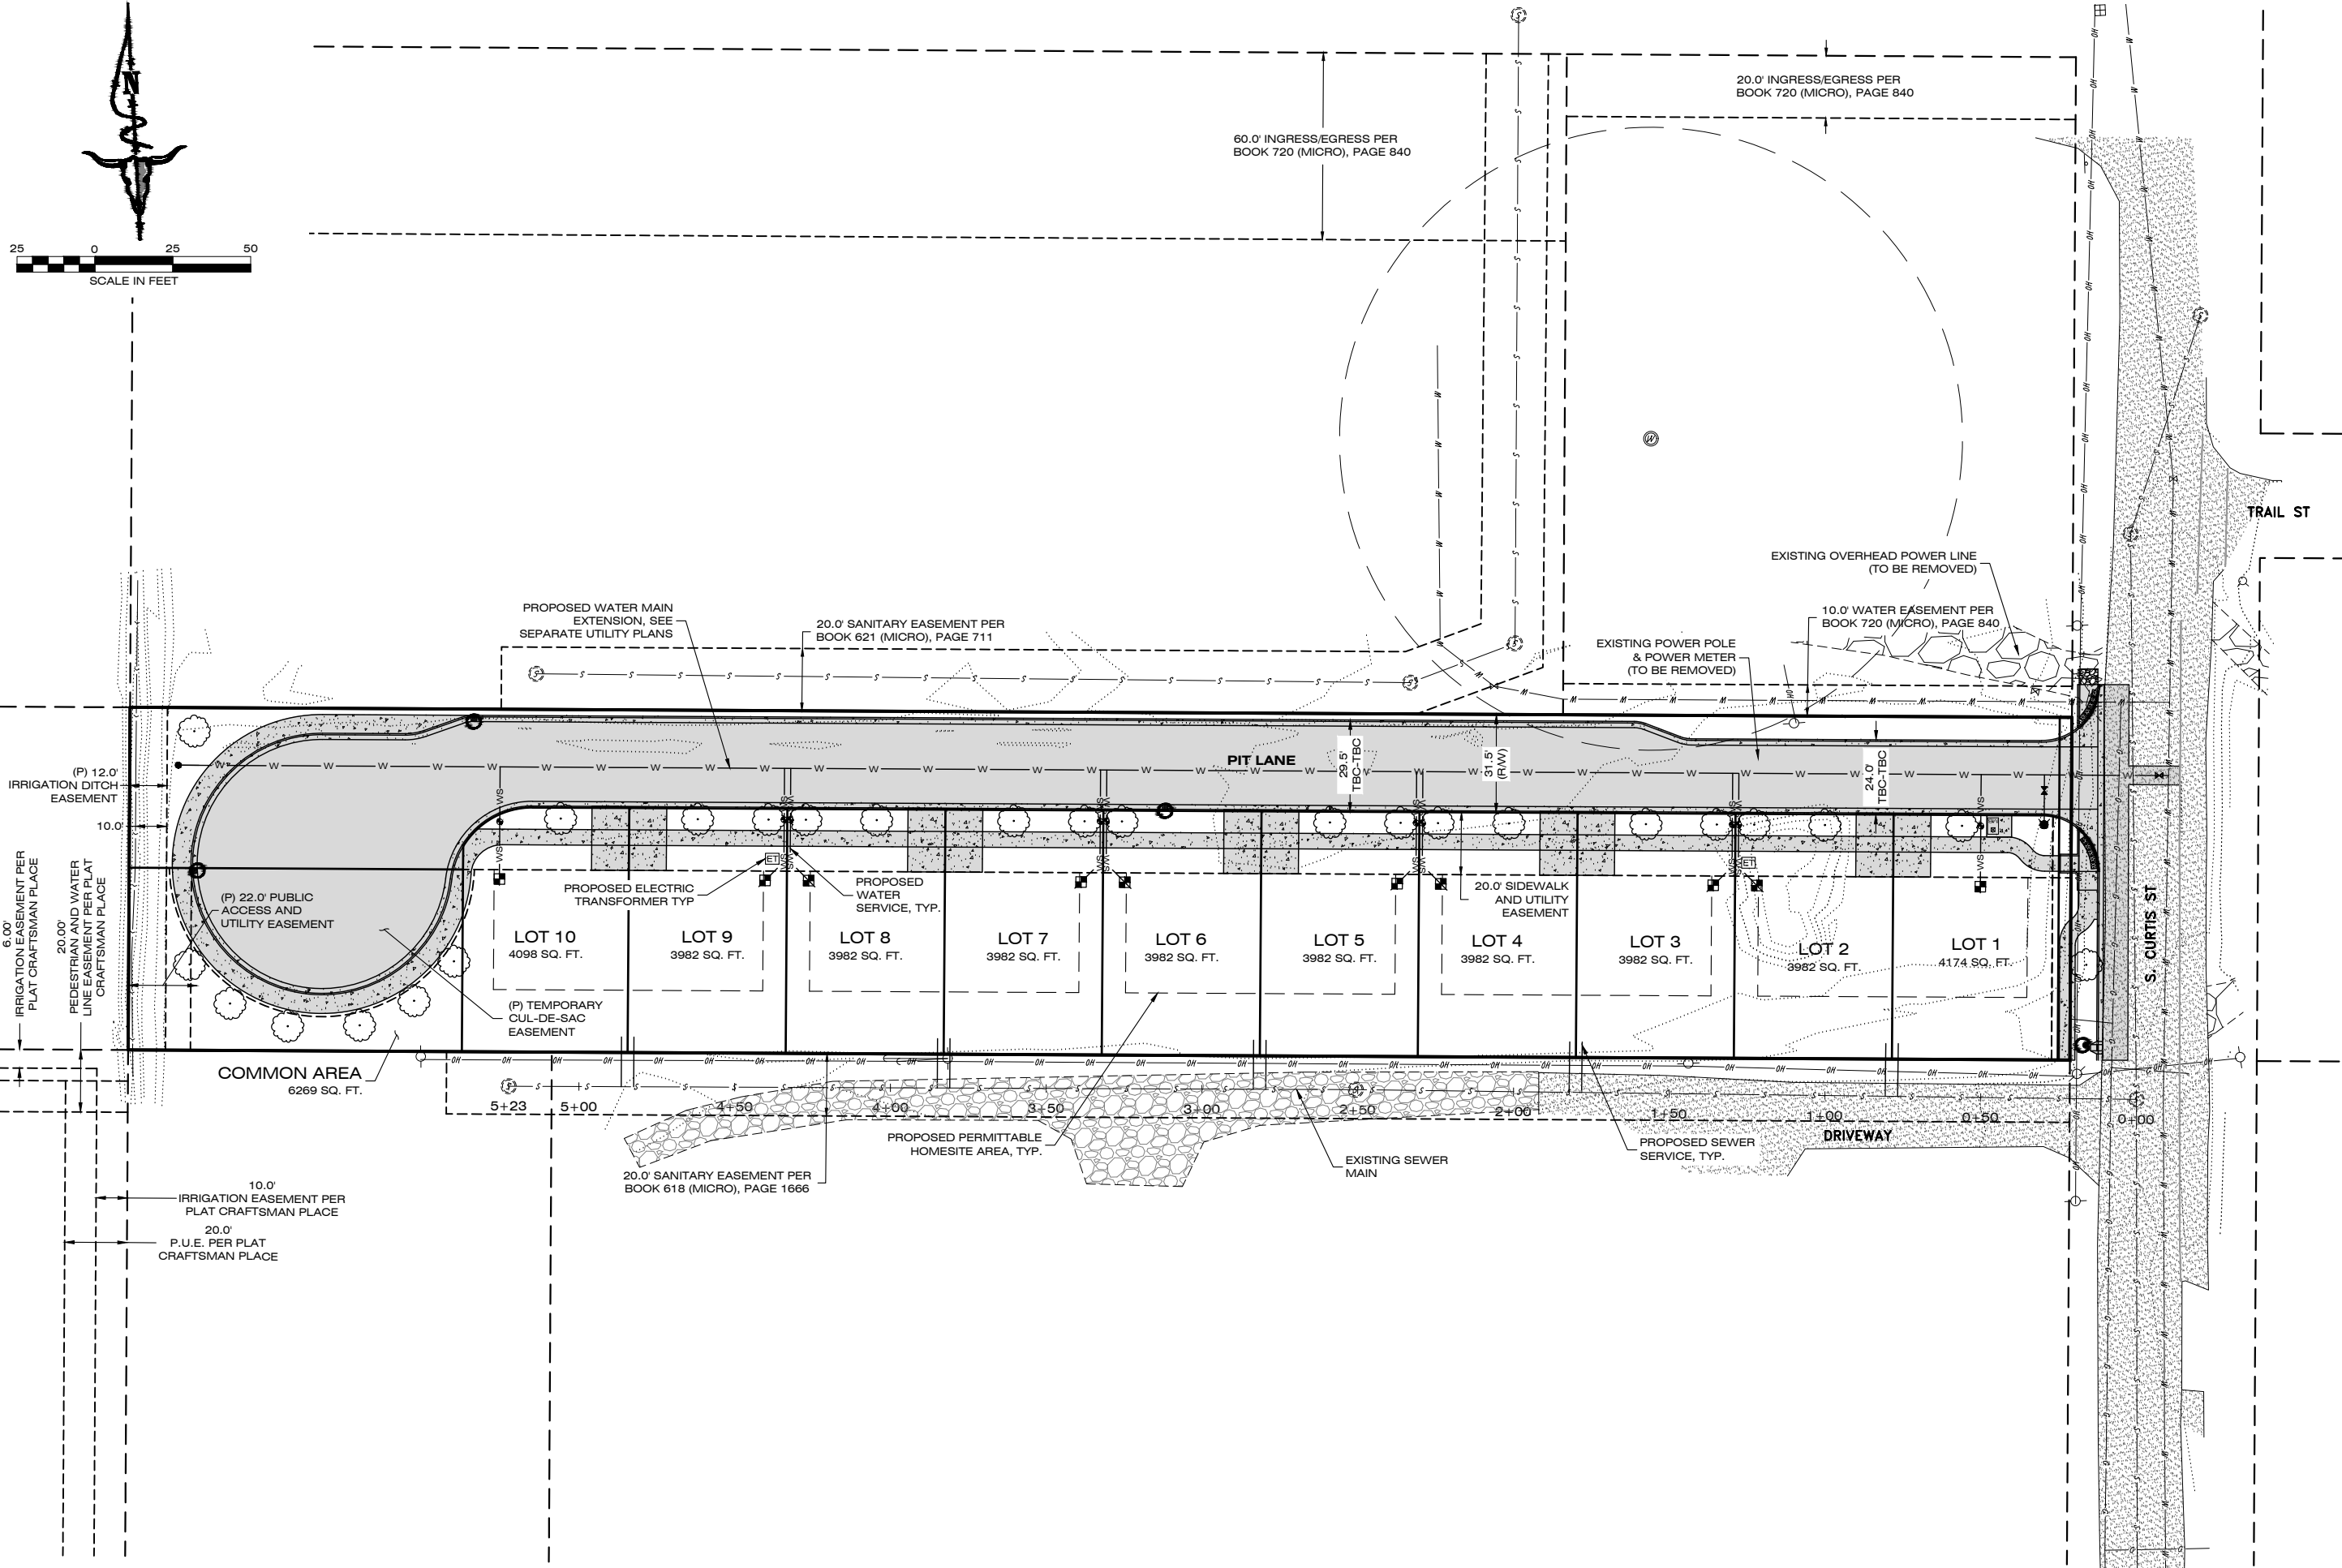 N
25 0 25 50
SCALE IN FEET
20.0' INGRESS/EGRESS PER
BOOK 720 (MICRO), PAGE 840
60.0' INGRESS/EGRESS PER
BOOK 720 (MICRO), PAGE 840
TRAIL ST
EXISTING OVERHEAD POWER LINE
(TO BE REMOVED)
10.0' WATER EASEMENT PER
BOOK 720 (MICRO), PAGE 840
EXISTING POWER POLE
& POWER METER
(TO BE REMOVED)
PROPOSED WATER MAIN
EXTENSION, SEE
SEPARATE UTILITY PLANS
20.0' SANITARY EASEMENT PER
BOOK 621 (MICRO), PAGE 711
PIT LANE
29.5'
TBC-TBC
31.5'
(R/W)
24.0'
TBC-TBC
(P) 12.0'
IRRIGATION DITCH
EASEMENT
10.0'
6.00'
IRRIGATION EASEMENT PER
PLAT CRAFTSMAN PLACE
20.00'
PEDESTRIAN AND WATER
LINE EASEMENT PER PLAT
CRAFTSMAN PLACE
(P) 22.0' PUBLIC
ACCESS AND
UTILITY EASEMENT
PROPOSED ELECTRIC
TRANSFORMER TYP
ET
PROPOSED
WATER
SERVICE, TYP.
20.0' SIDEWALK
AND UTILITY
EASEMENT
ET
S. CURTIS ST
LOT 10
4098 SQ. FT.
LOT 9
3982 SQ. FT.
LOT 8
3982 SQ. FT.
LOT 7
3982 SQ. FT.
LOT 6
3982 SQ. FT.
LOT 5
3982 SQ. FT.
LOT 4
3982 SQ. FT.
LOT 3
3982 SQ. FT.
LOT 2
3982 SQ. FT.
LOT 1
4174 SQ. FT.
(P) TEMPORARY
CUL-DE-SAC
EASEMENT
COMMON AREA
6269 SQ. FT.
5+23 5+00 4+50 4+00 3+50 3+00 2+50 2+00 1+50 1+00 0+50 0+00
DRIVEWAY
PROPOSED PERMITTABLE
HOMESITE AREA, TYP.
PROPOSED SEWER
SERVICE, TYP.
EXISTING SEWER
MAIN
20.0' SANITARY EASEMENT PER
BOOK 618 (MICRO), PAGE 1666
10.0'
IRRIGATION EASEMENT PER
PLAT CRAFTSMAN PLACE
20.0'
P.U.E. PER PLAT
CRAFTSMAN PLACE